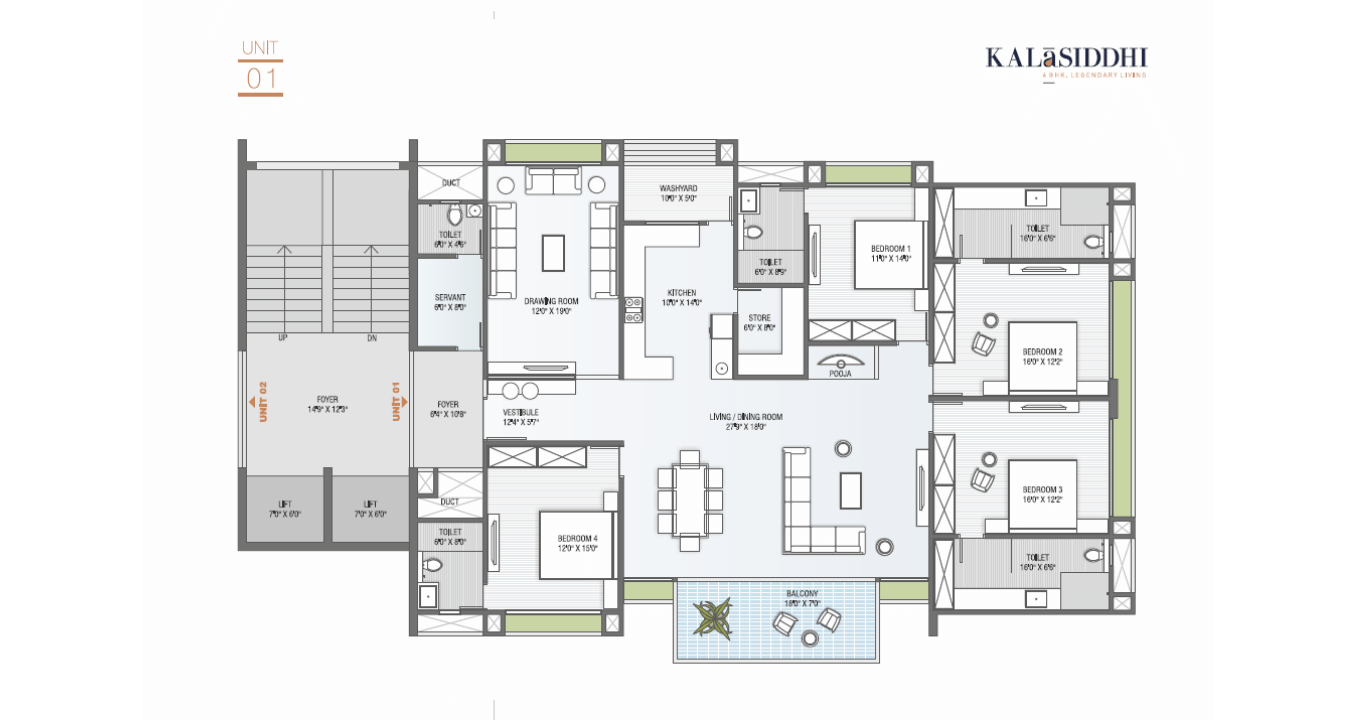 UNIT
01
KALāSIDDHI
4 BHK, LEGENDARY LIVING
DUCT
TOILET
6'0" X 4'6"
SERVANT
6'0" X 8'0"
DRAWING ROOM
12'0" X 19'0"
WASHYARD
10'0" X 5'0"
KITCHEN
10'0" X 14'0"
TOILET
6'0" X 8'9"
STORE
6'0" X 8'0"
BEDROOM 1
11'0" X 14'0"
TOILET
16'0" X 6'6"
BEDROOM 2
16'0" X 12'2"
POOJA
UP
DN
UNIT 02
FOYER
14'9" X 12'3"
UNIT 01
FOYER
6'4" X 10'8"
VESTIBULE
12'4" X 5'7"
LIVING / DINING ROOM
27'9" X 18'0"
BEDROOM 3
16'0" X 12'2"
LIFT
7'0" X 6'0"
LIFT
7'0" X 6'0"
DUCT
TOILET
6'0" X 8'0"
BEDROOM 4
12'0" X 15'0"
TOILET
16'0" X 6'6"
BALCONY
18'0" X 7'0"